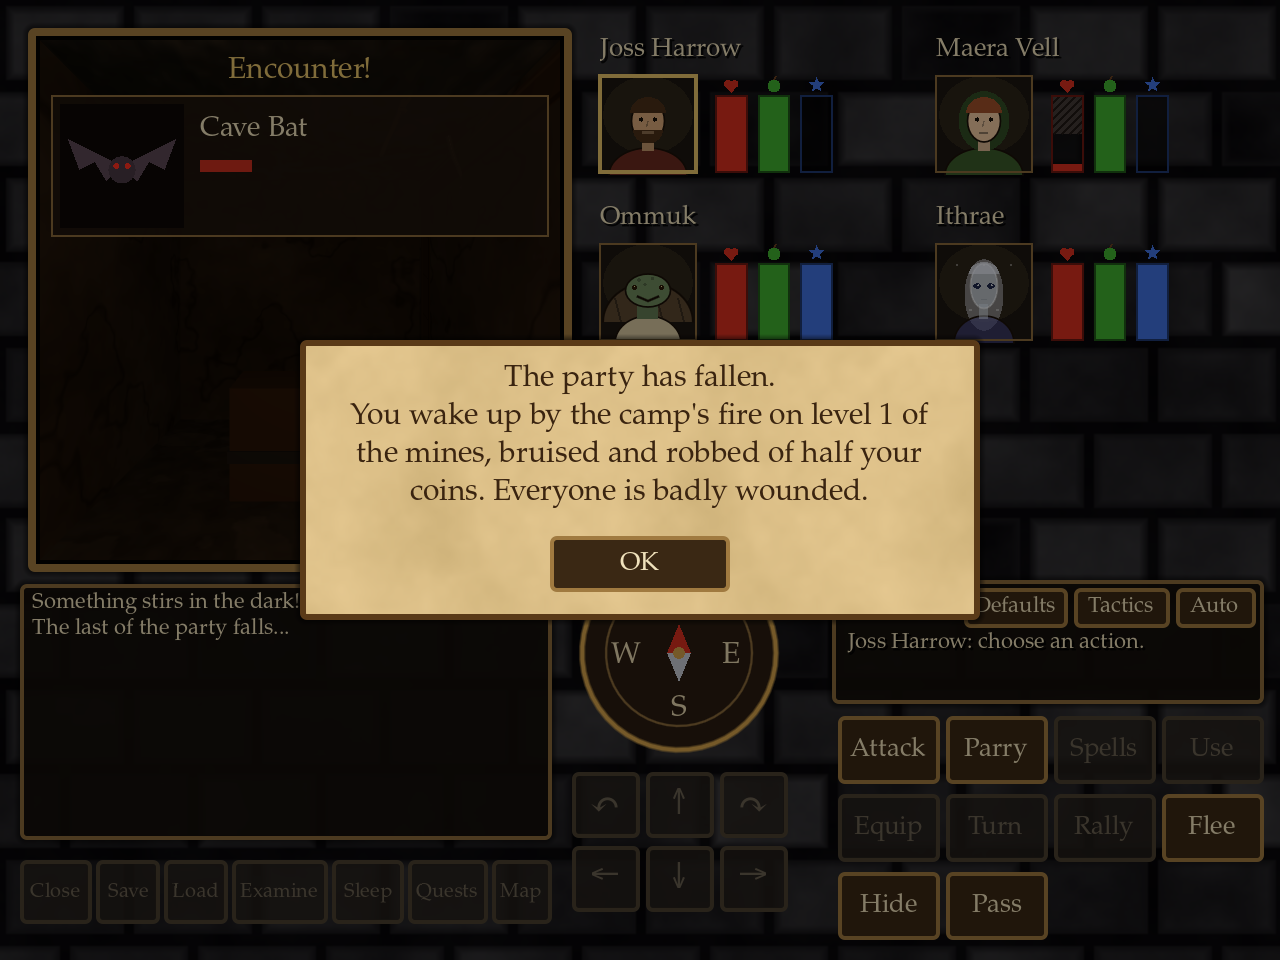 Encounter!
Cave Bat
Joss Harrow
Maera Vell
Ommuk
Ithrae
The party has fallen.
You wake up by the camp's fire on level 1 of
the mines, bruised and robbed of half your
coins. Everyone is badly wounded.
OK
Something stirs in the dark!
The last of the party falls...
W
E
S
Defaults
Tactics
Auto
Joss Harrow: choose an action.
Attack
Parry
Spells
Use
Equip
Turn
Rally
Flee
Hide
Pass
Close
Save
Load
Examine
Sleep
Quests
Map